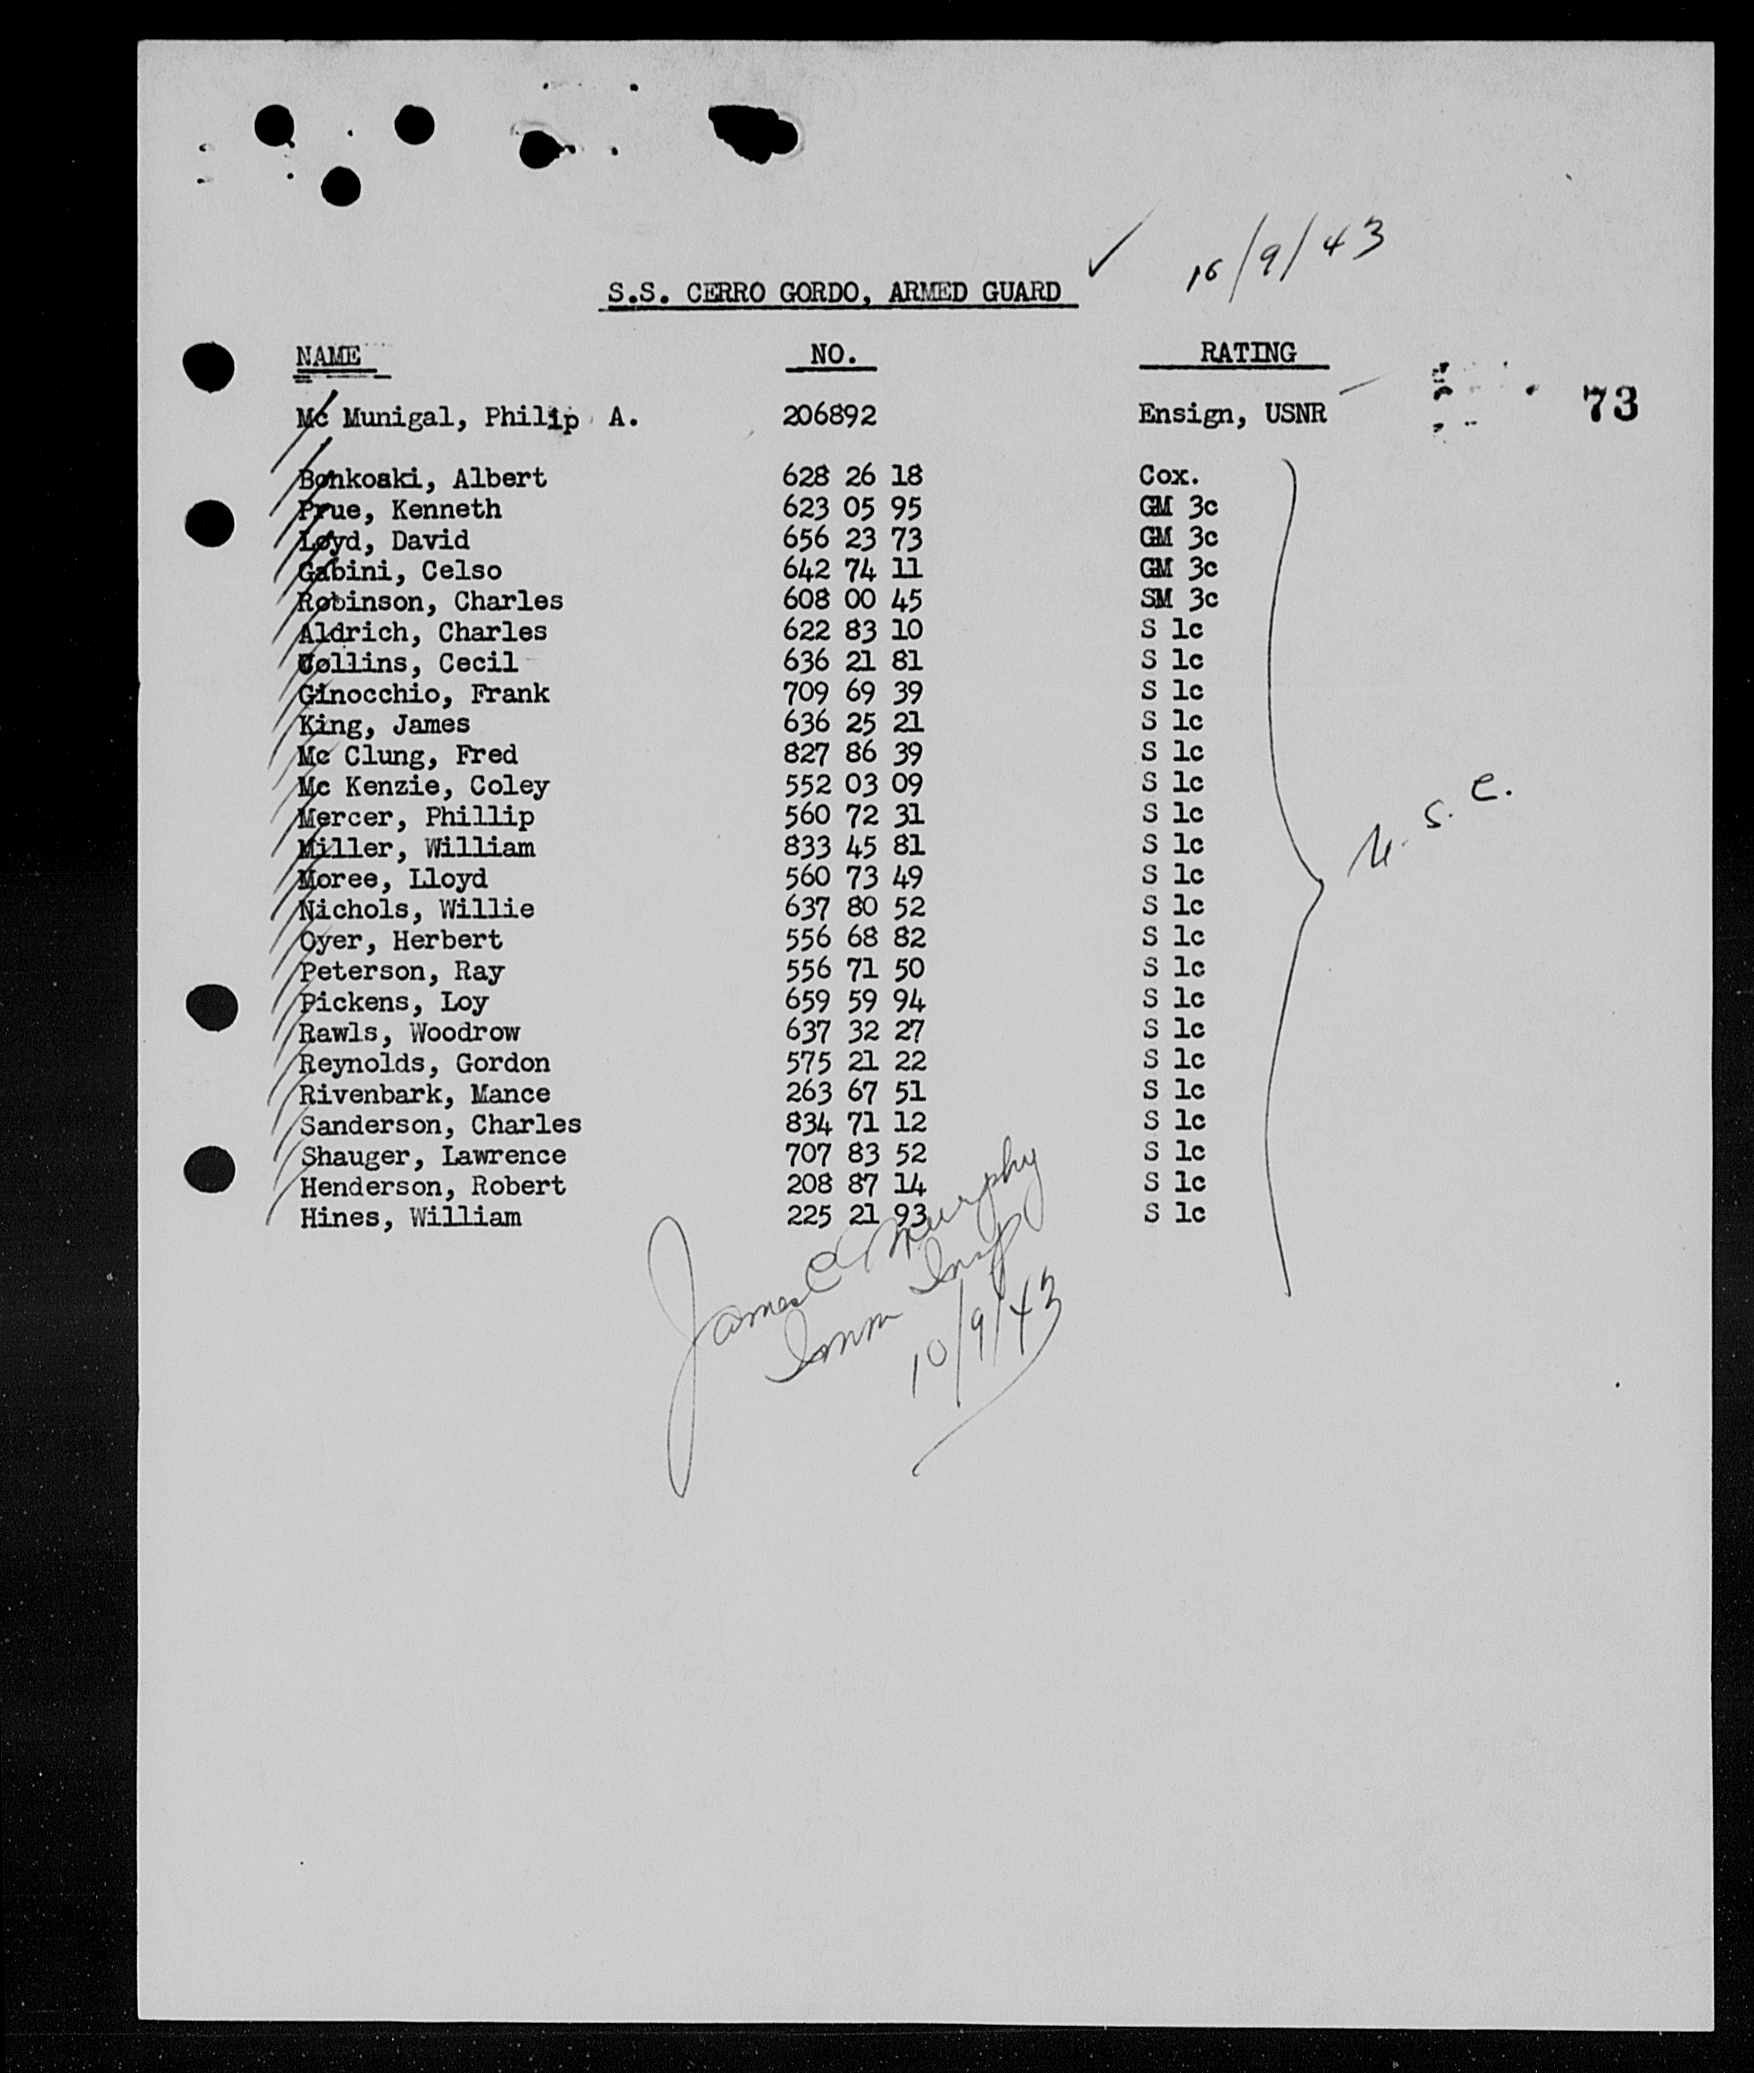 10/9/43
S.S. CERRO GORDO, ARMED GUARD
NAME NO. RATING
73
Mc Munigal, Philip A. 206892 Ensign, USNR
Bonkoski, Albert 628 26 18 Cox.
Prue, Kenneth 623 05 95 GM 3c
Loyd, David 656 23 73 GM 3c
Gabini, Celso 642 74 11 GM 3c
Robinson, Charles 608 00 45 SM 3c
Aldrich, Charles 622 83 10 S 1c
Collins, Cecil 636 21 81 S 1c
Ginocchio, Frank 709 69 39 S 1c
King, James 636 25 21 S 1c
Mc Clung, Fred 827 86 39 S 1c
Mc Kenzie, Coley 552 03 09 S 1c
Mercer, Phillip 560 72 31 S 1c
Miller, William 833 45 81 S 1c
Moree, Lloyd 560 73 49 S 1c
Nichols, Willie 637 80 52 S 1c
Oyer, Herbert 556 68 82 S 1c
Peterson, Ray 556 71 50 S 1c
Pickens, Loy 659 59 94 S 1c
Rawls, Woodrow 637 32 27 S 1c
Reynolds, Gordon 575 21 22 S 1c
Rivenbark, Mance 263 67 51 S 1c
Sanderson, Charles 834 71 12 S 1c
Shauger, Lawrence 707 83 52 S 1c
Henderson, Robert 208 87 14 S 1c
Hines, William 225 21 93 S 1c
U.S.C.
James C Murphy
Imm Insp
10/9/43